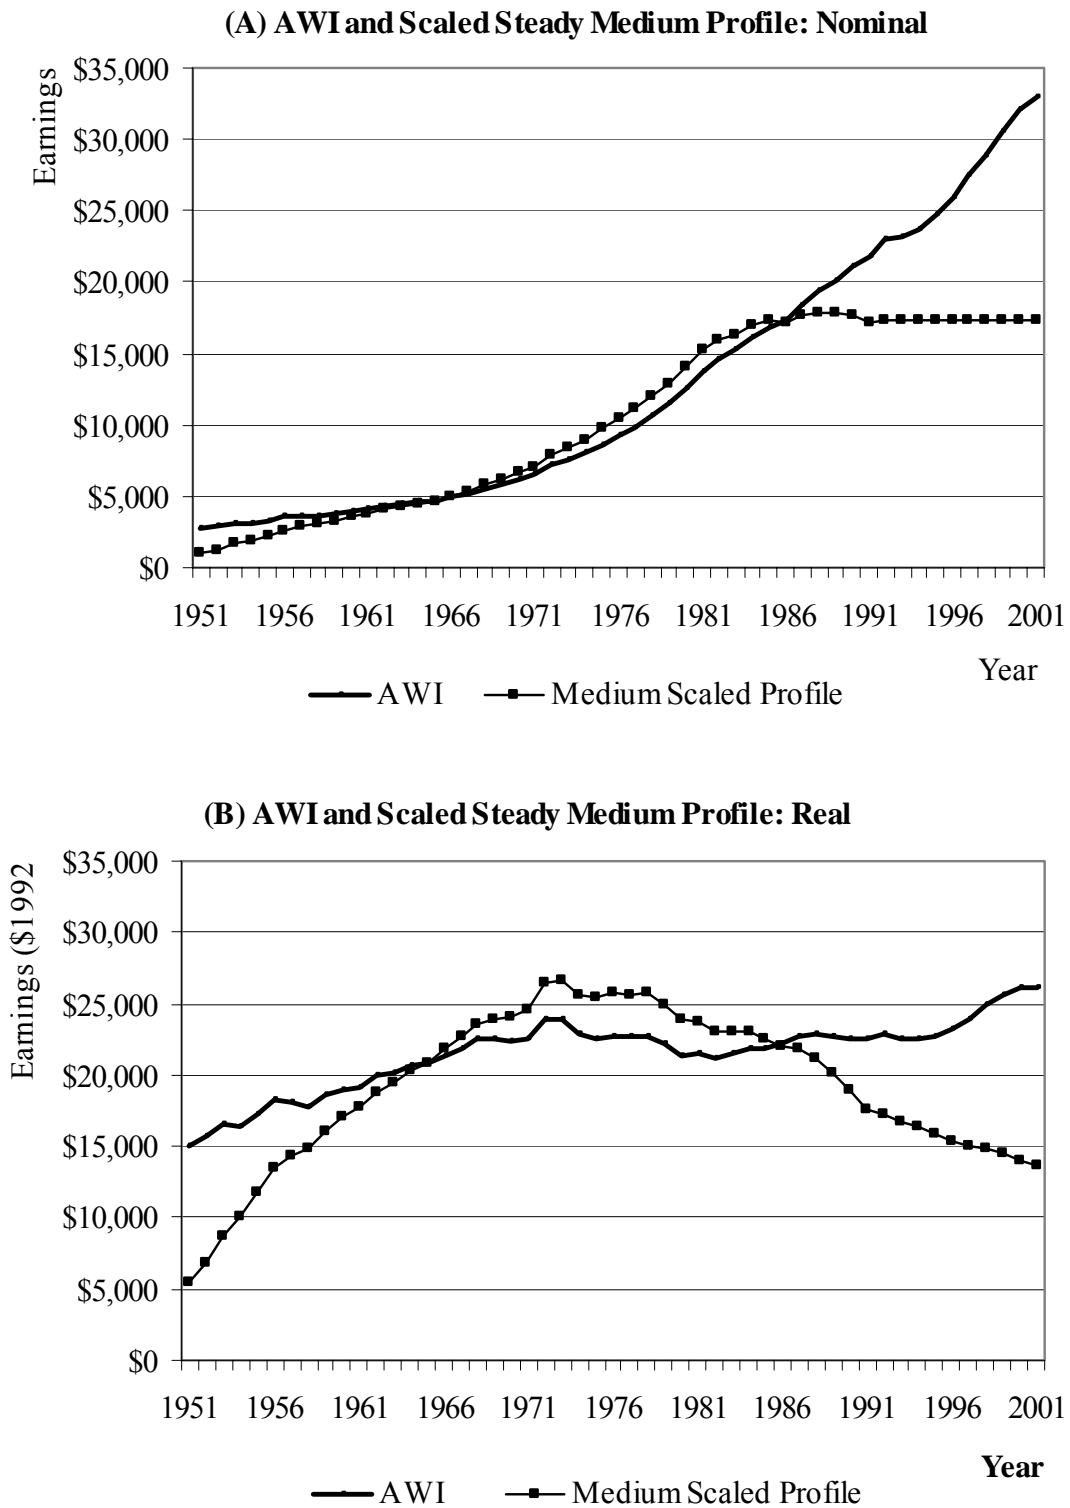 (A) AWI and Scaled Steady Medium Profile: Nominal
Earnings
$35,000
$30,000
$25,000
$20,000
$15,000
$10,000
$5,000
$0
1951 1956 1961 1966 1971 1976 1981 1986 1991 1996 2001
Year
AWI Medium Scaled Profile
(B) AWI and Scaled Steady Medium Profile: Real
Earnings ($1992
$35,000
$30,000
$25,000
$20,000
$15,000
$10,000
$5,000
$0
1951 1956 1961 1966 1971 1976 1981 1986 1991 1996 2001
Year
AWI Medium Scaled Profile